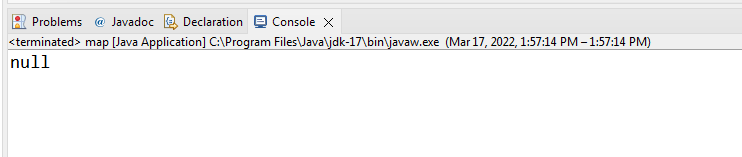 Problems @ Javadoc Declaration Console
<terminated> map [Java Application] C:\Program Files\Java\jdk-17\bin\javaw.exe (Mar 17, 2022, 1:57:14 PM – 1:57:14 PM)
null